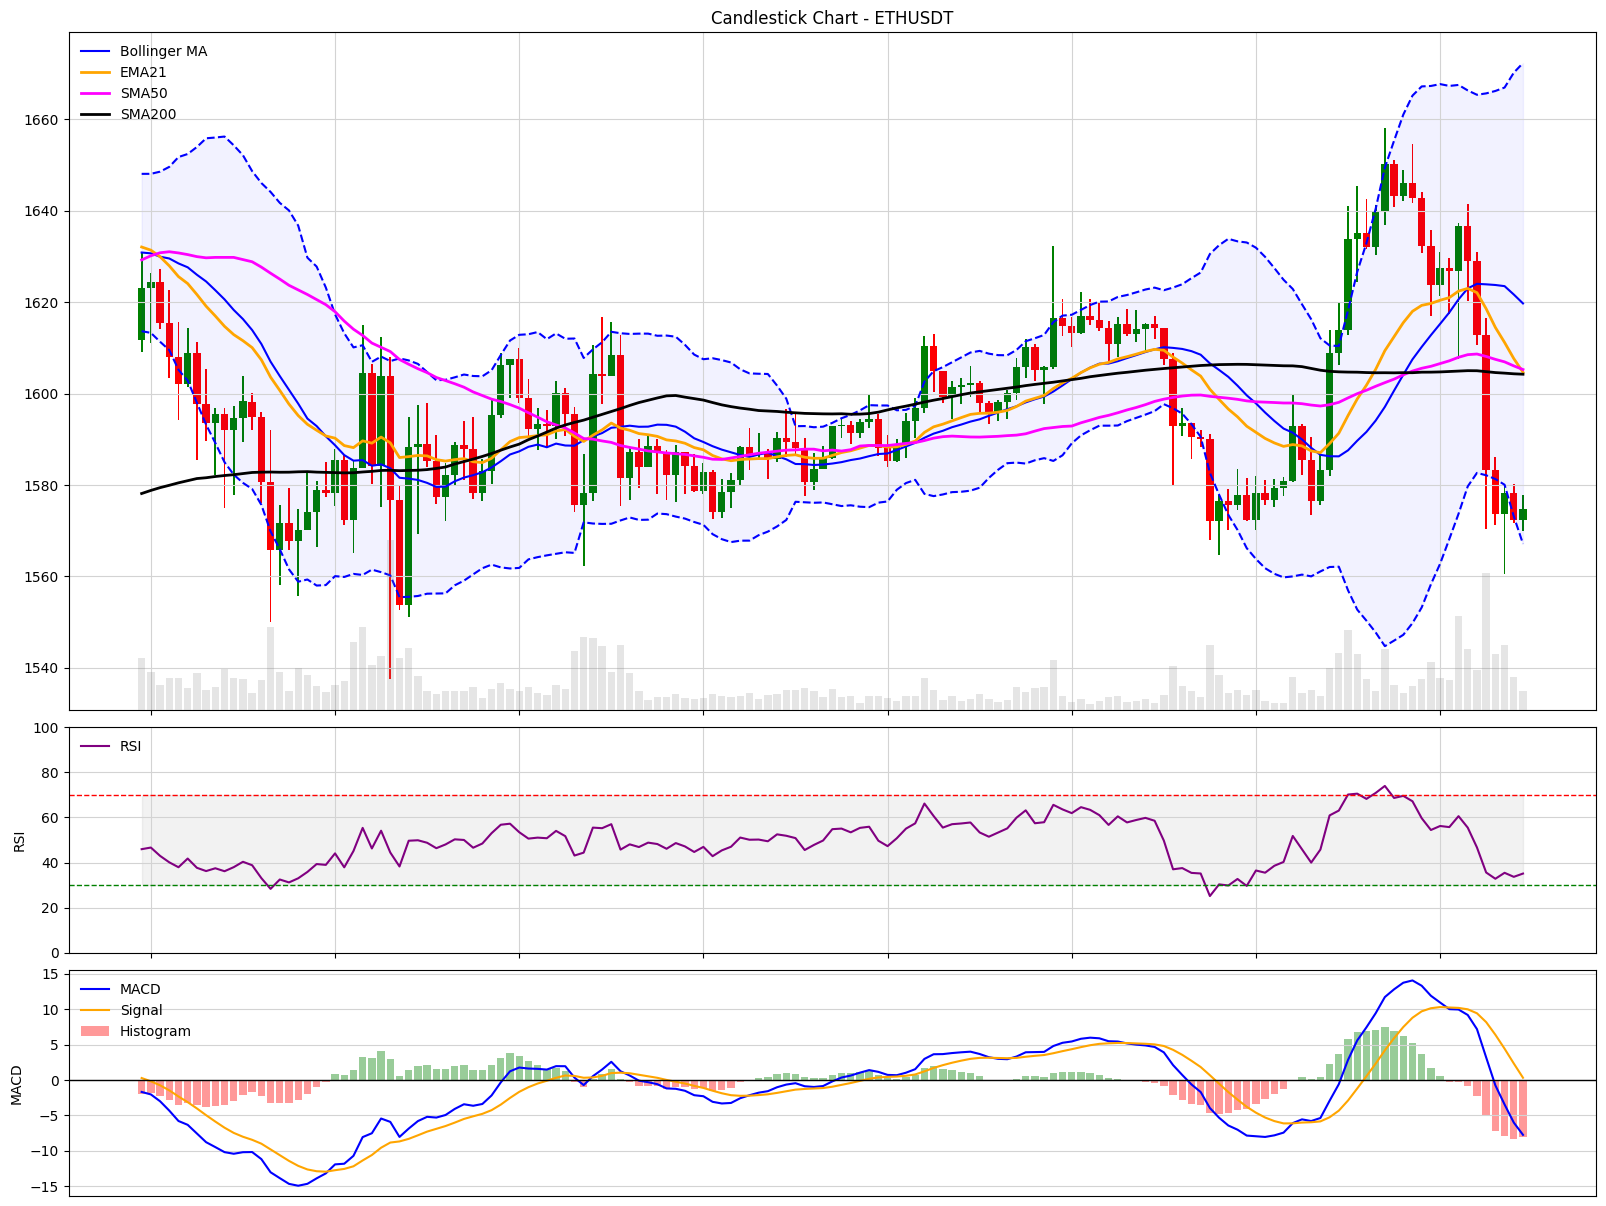 Candlestick Chart - ETHUSDT
Bollinger MA
EMA21
SMA50
SMA200
1660
1640
1620
1600
1580
1560
1540
100
80
60
40
20
0
RSI
RSI
15
10
5
0
−5
−10
−15
MACD
MACD
Signal
Histogram